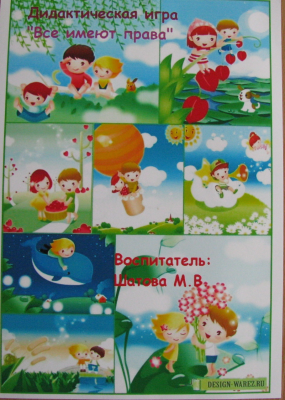 Дидактическая игра
"Все имеют права"
Воспитатель:
Шатова М.В.
DESIGN-WAREZ.RU